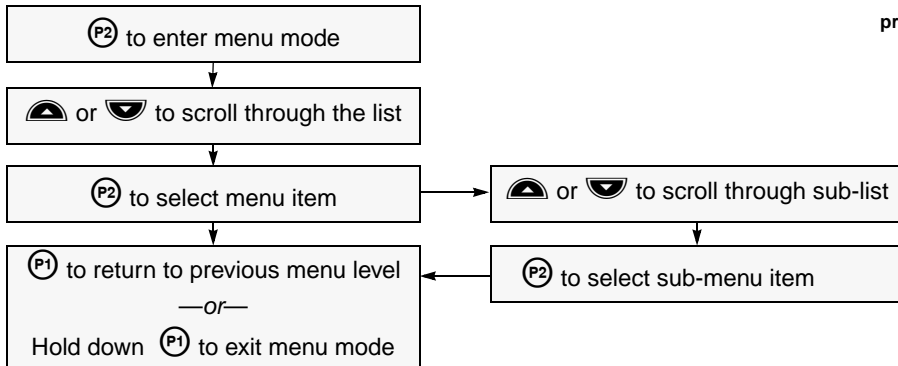 P2 to enter menu mode
pr
or to scroll through the list
P2 to select menu item
or to scroll through sub-list
P1 to return to previous menu level
—or—
Hold down P1 to exit menu mode
P2 to select sub-menu item